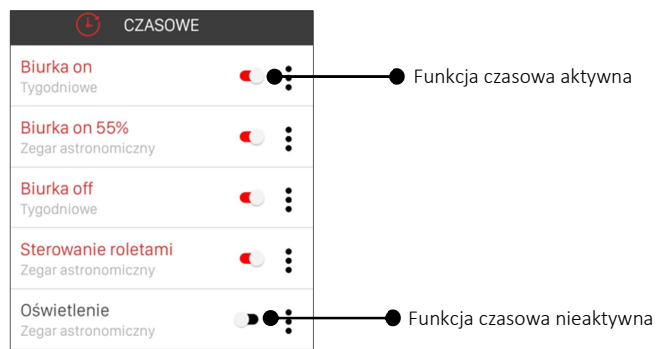 CZASOWE
Biurka on
Tygodniowe
Funkcja czasowa aktywna
Biurka on 55%
Zegar astronomiczny
Biurka off
Tygodniowe
Sterowanie roletami
Zegar astronomiczny
Oświetlenie
Zegar astronomiczny
Funkcja czasowa nieaktywna